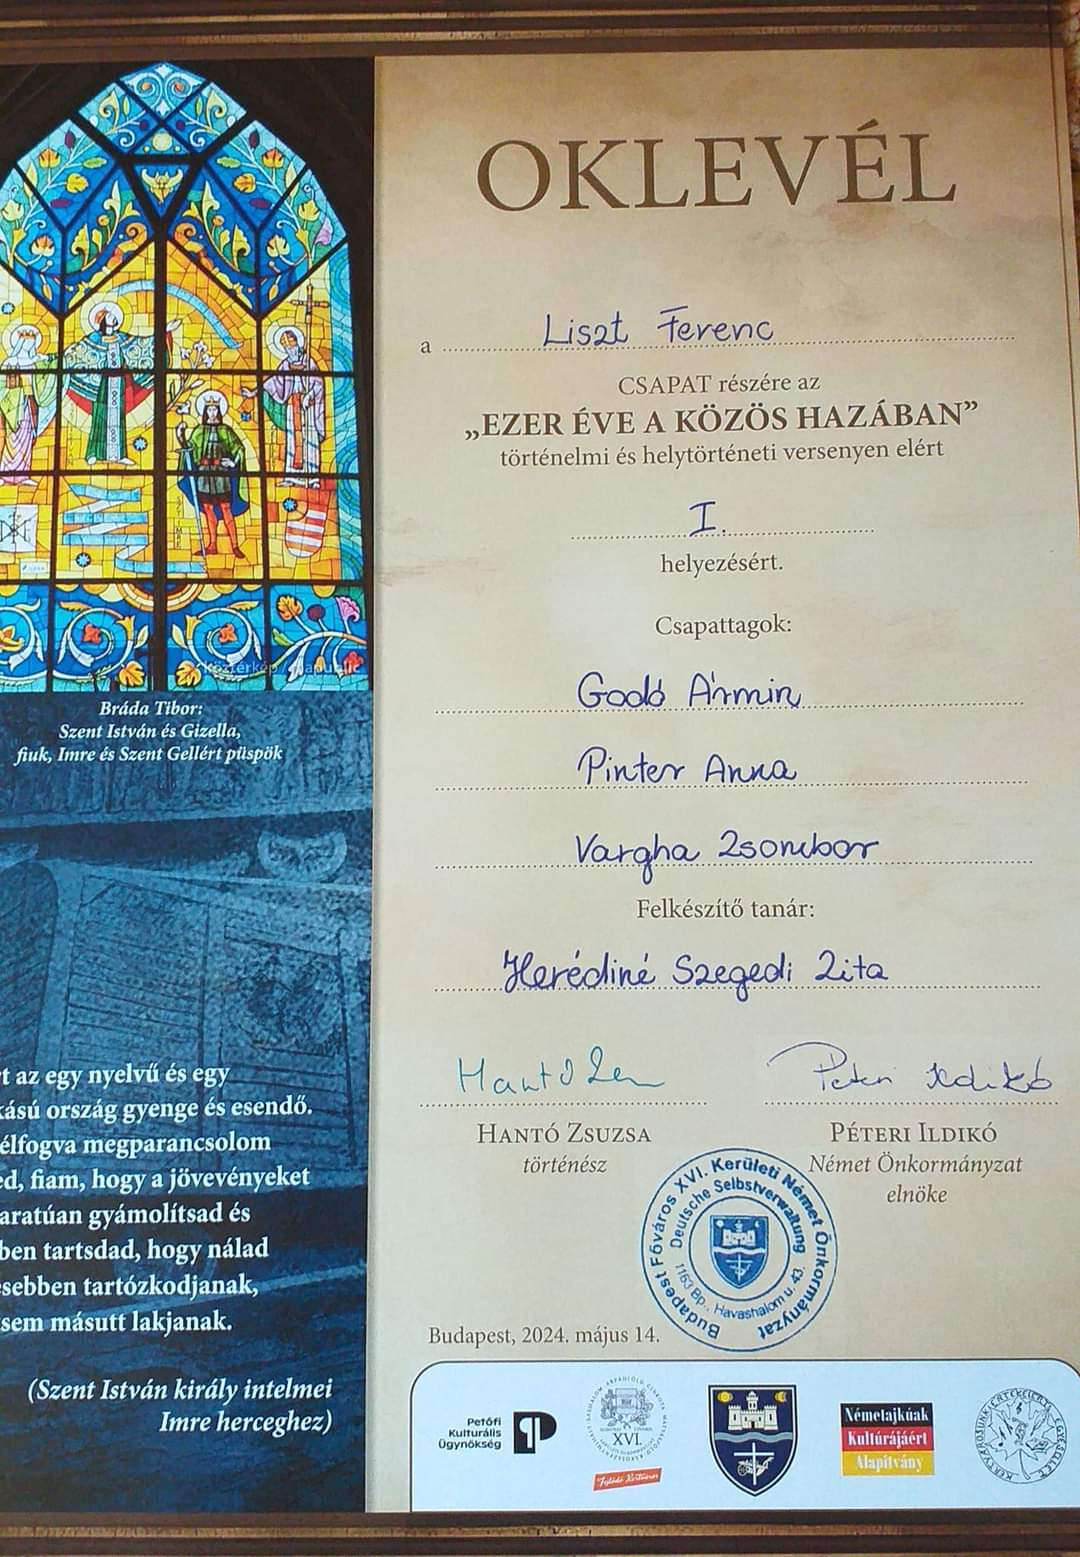 OKLEVÉL
a Liszt Ferenc
CSAPAT részére az
„EZER ÉVE A KÖZÖS HAZÁBAN”
történelmi és helytörténeti versenyen elért
I.
helyezésért.
Csapattagok:
Godó Ármin
Pinter Anna
Vargha Zsombor
Felkészítő tanár:
Herédiné Szegedi Zita
Péteri Ildikó
HANTÓ ZSUZSA
történész
PÉTERI ILDIKÓ
Német Önkormányzat
elnöke
Budapest Főváros XVI. Kerületi Német Önkormányzat
Deutsche Selbstverwaltung
1163 Bp., Havashalom u. 43.
Budapest, 2024. május 14.
Petőfi
Kulturális
Ügynökség
XVI.
Németajkúak
Kultúrájáért
Alapítvány
Bráda Tibor:
Szent István és Gizella,
fiuk, Imre és Szent Gellért püspök
t az egy nyelvű és egy
kású ország gyenge és esendő.
élfogva megparancsolom
ed, fiam, hogy a jövevényeket
aratúan gyámolítsad és
ben tartsdad, hogy nálad
esebben tartózkodjanak,
sem másutt lakjanak.
(Szent István király intelmei
Imre herceghez)